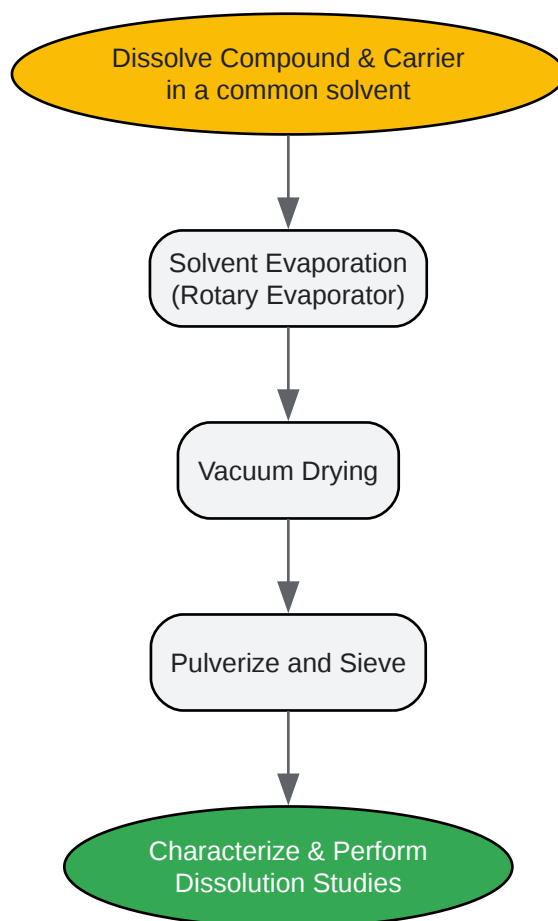 Dissolve Compound & Carrier
in a common solvent
Solvent Evaporation
(Rotary Evaporator)
Vacuum Drying
Pulverize and Sieve
Characterize & Perform
Dissolution Studies